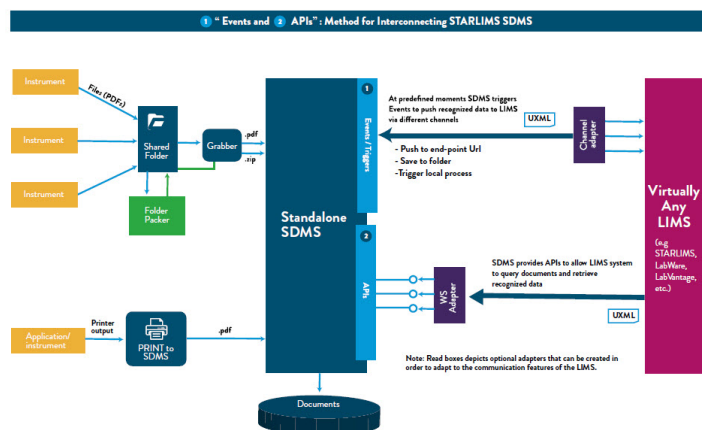 1 " Events and 2 APIs" : Method for Interconnecting STARLIMS SDMS
Instrument
Files (PDFs)
Instrument
Instrument
Shared
Folder
Grabber
.pdf
.zip
Folder
Packer
Standalone
SDMS
1
Events / Triggers
At predefined moments SDMS triggers
Events to push recognized data to LIMS
via different channels
- Push to end-point Url
- Save to folder
-Trigger local process
UXML
Channel
adapter
Virtually
Any
LIMS
(e.g
STARLIMS,
LabWare,
LabVantage,
etc.)
2
APIs
SDMS provides APIs to allow LIMS system
to query documents and retrieve
recognized data
WS
Adapter
UXML
Application/
instrument
Printer
output
PRINT to
SDMS
.pdf
Note: Read boxes depicts optional adapters that can be created in
order to adapt to the communication features of the LIMS.
Documents